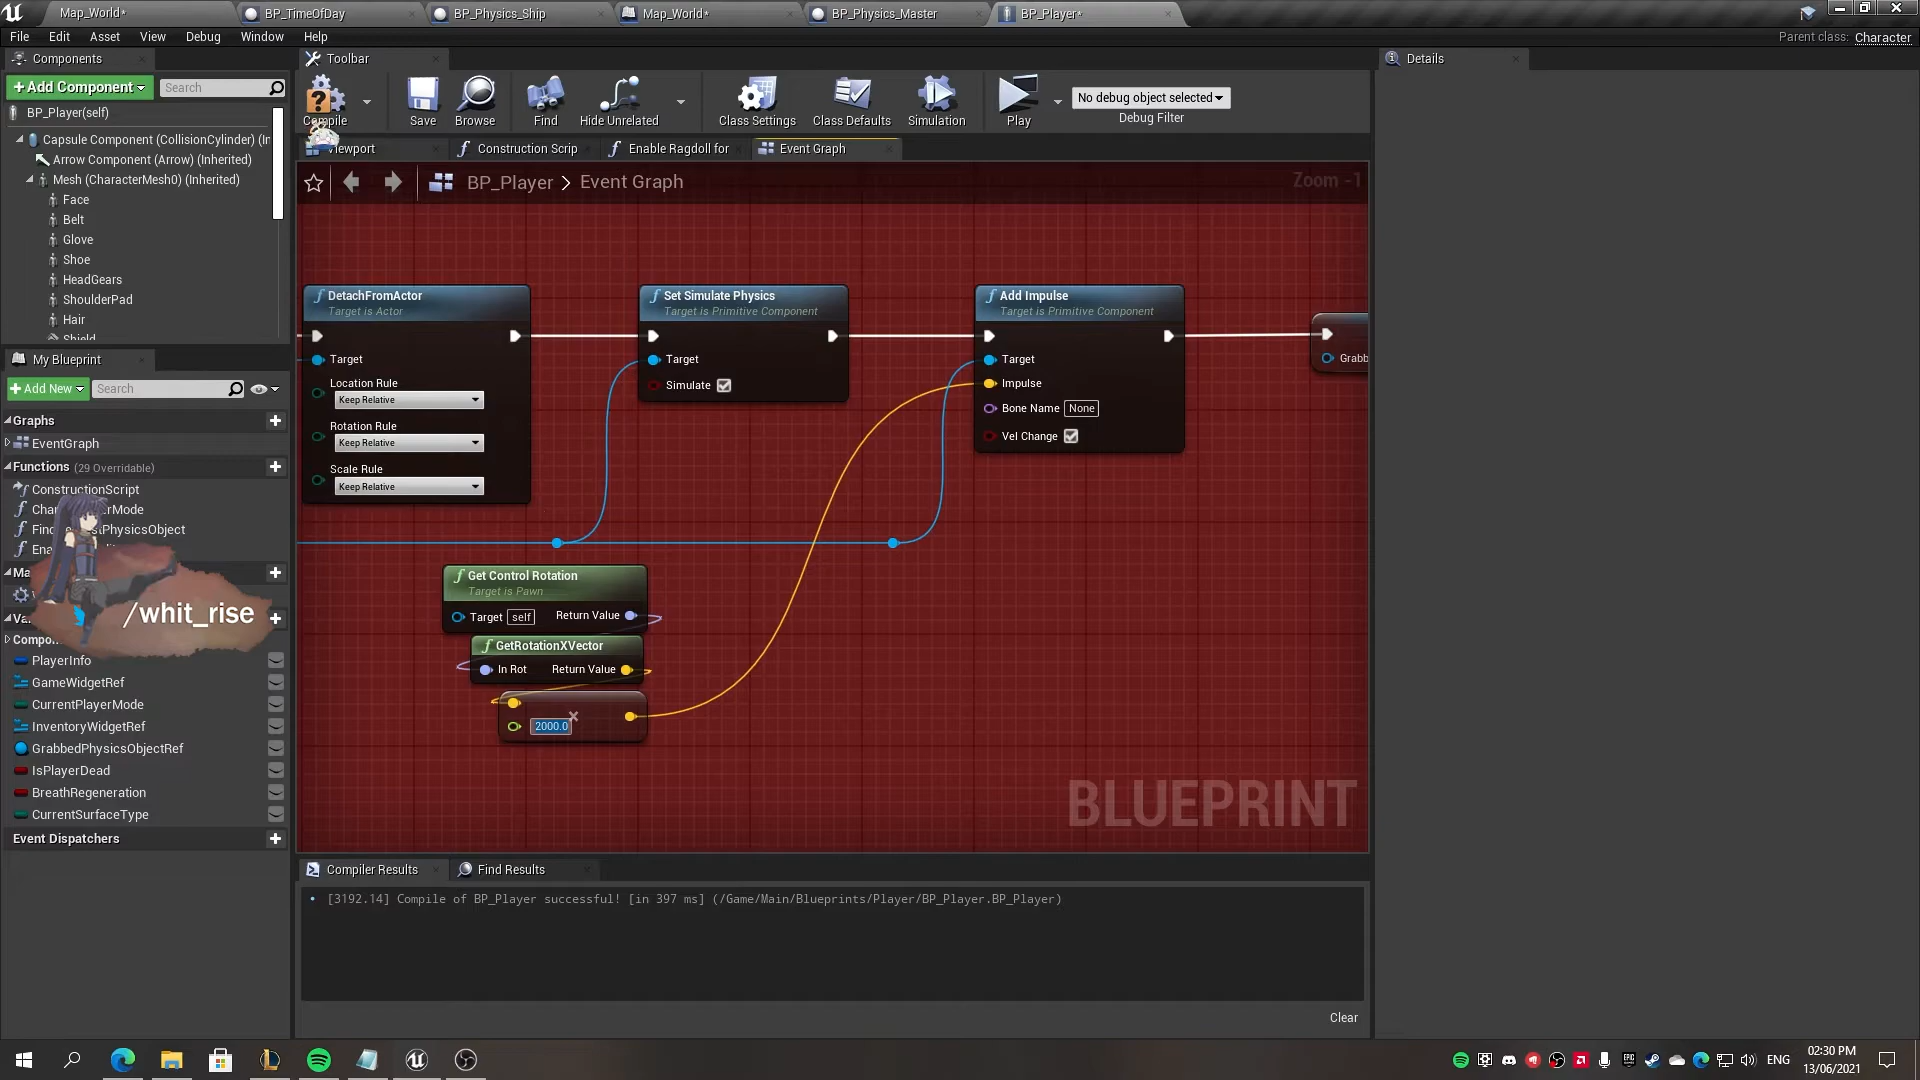 Map_World*
BP_TimeOfDay
BP_Physics_Ship
Map_World*
BP_Physics_Master
BP_Player*
File
Edit
Asset
View
Debug
Window
Help
Parent class:
Character
Components
Toolbar
Details
+Add Component
Search
BP_Player(self)
Capsule Component (CollisionCylinder) (In
Arrow Component (Arrow) (Inherited)
Mesh (CharacterMesh0) (Inherited)
Face
Belt
Glove
Shoe
HeadGears
ShoulderPad
Hair
Shield
Compile
Save
Browse
Find
Hide Unrelated
Class Settings
Class Defaults
Simulation
Play
No debug object selected
Debug Filter
Viewport
Construction Scrip
Enable Ragdoll for
Event Graph
BP_Player > Event Graph
Zoom -1
DetachFromActor
Target is Actor
Target
Location Rule
Keep Relative
Rotation Rule
Keep Relative
Scale Rule
Keep Relative
Set Simulate Physics
Target is Primitive Component
Target
Simulate
Add Impulse
Target is Primitive Component
Target
Impulse
Bone Name
None
Vel Change
Grabb
Get Control Rotation
Target is Pawn
Target
self
Return Value
GetRotationXVector
In Rot
Return Value
2000.0
BLUEPRINT
My Blueprint
+Add New
Search
Graphs
EventGraph
Functions (29 Overridable)
ConstructionScript
/whit_rise
PlayerInfo
GameWidgetRef
CurrentPlayerMode
InventoryWidgetRef
GrabbedPhysicsObjectRef
IsPlayerDead
BreathRegeneration
CurrentSurfaceType
Event Dispatchers
Compiler Results
Find Results
[3192.14] Compile of BP_Player successful! [in 397 ms] (/Game/Main/Blueprints/Player/BP_Player.BP_Player)
Clear
ENG
02:30 PM
13/06/2021